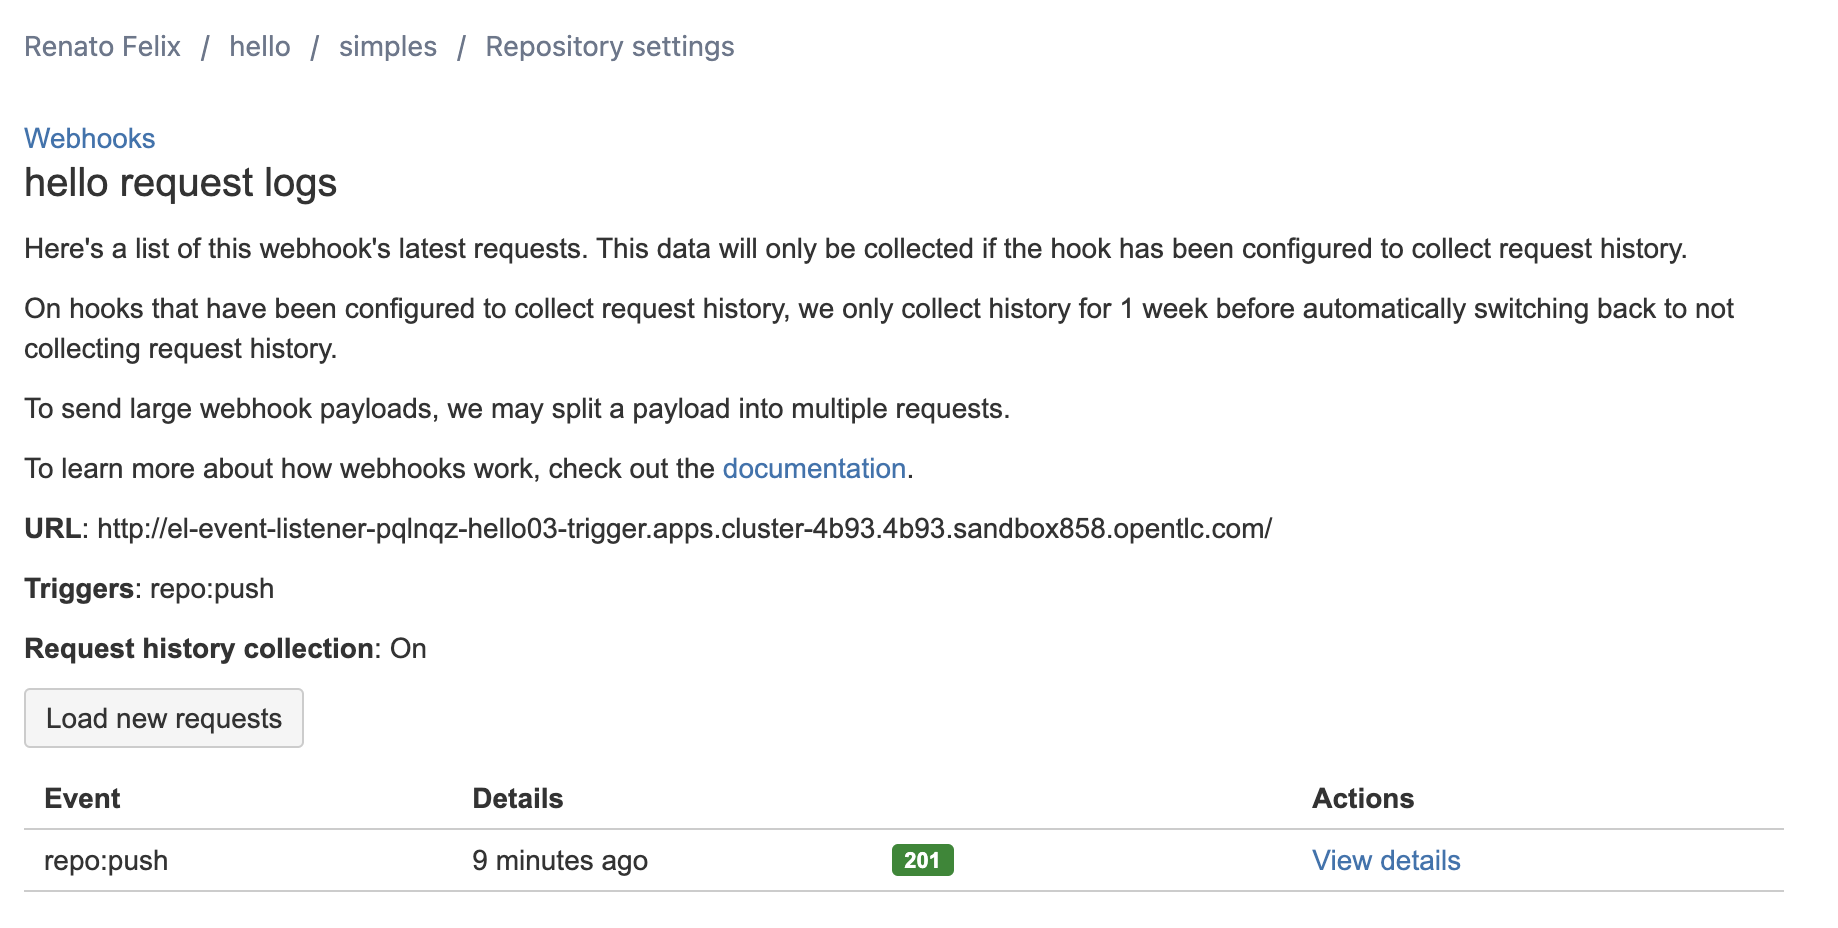 Renato Felix / hello / simples / Repository settings
Webhooks
hello request logs
Here's a list of this webhook's latest requests. This data will only be collected if the hook has been configured to collect request history.
On hooks that have been configured to collect request history, we only collect history for 1 week before automatically switching back to not
collecting request history.
To send large webhook payloads, we may split a payload into multiple requests.
To learn more about how webhooks work, check out the documentation.
URL: http://el-event-listener-pqlnqz-hello03-trigger.apps.cluster-4b93.4b93.sandbox858.opentlc.com/
Triggers: repo:push
Request history collection: On
Load new requests
Event Details Actions
repo:push 9 minutes ago 201 View details